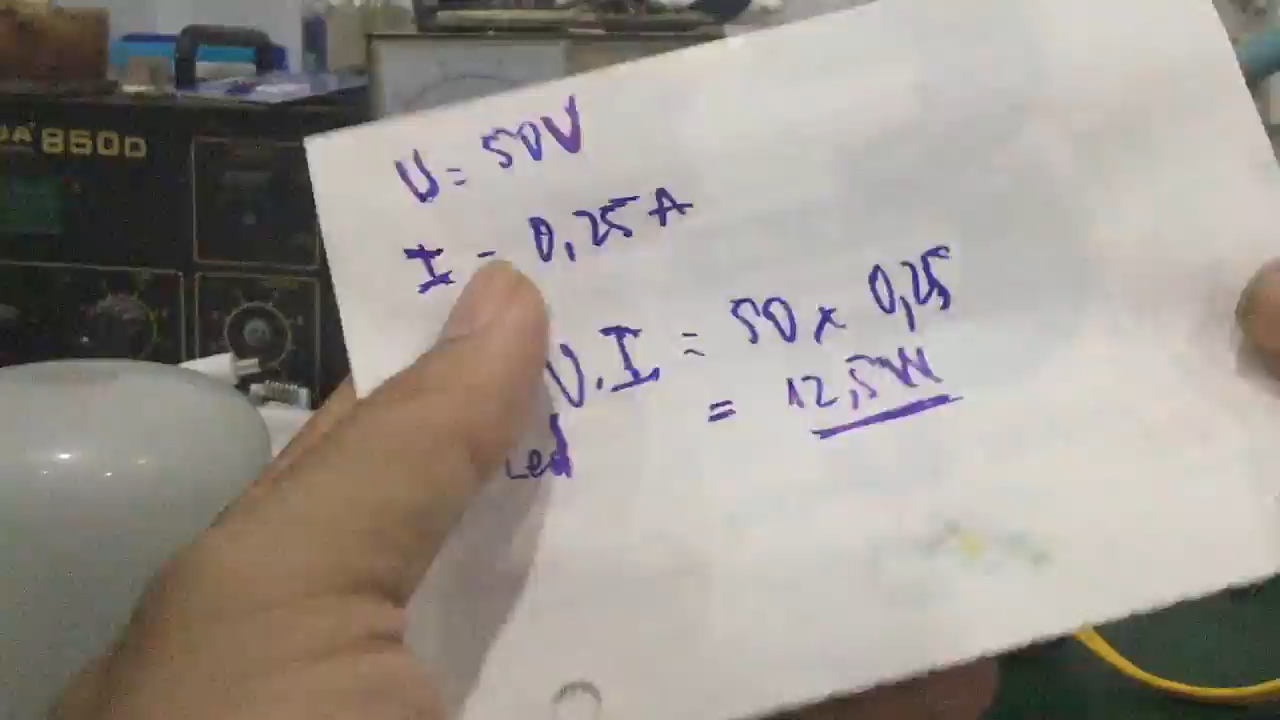 850D
U = 50V
I = 0,25 A
U.I = 50 x 0,25
= 12,5W
Led